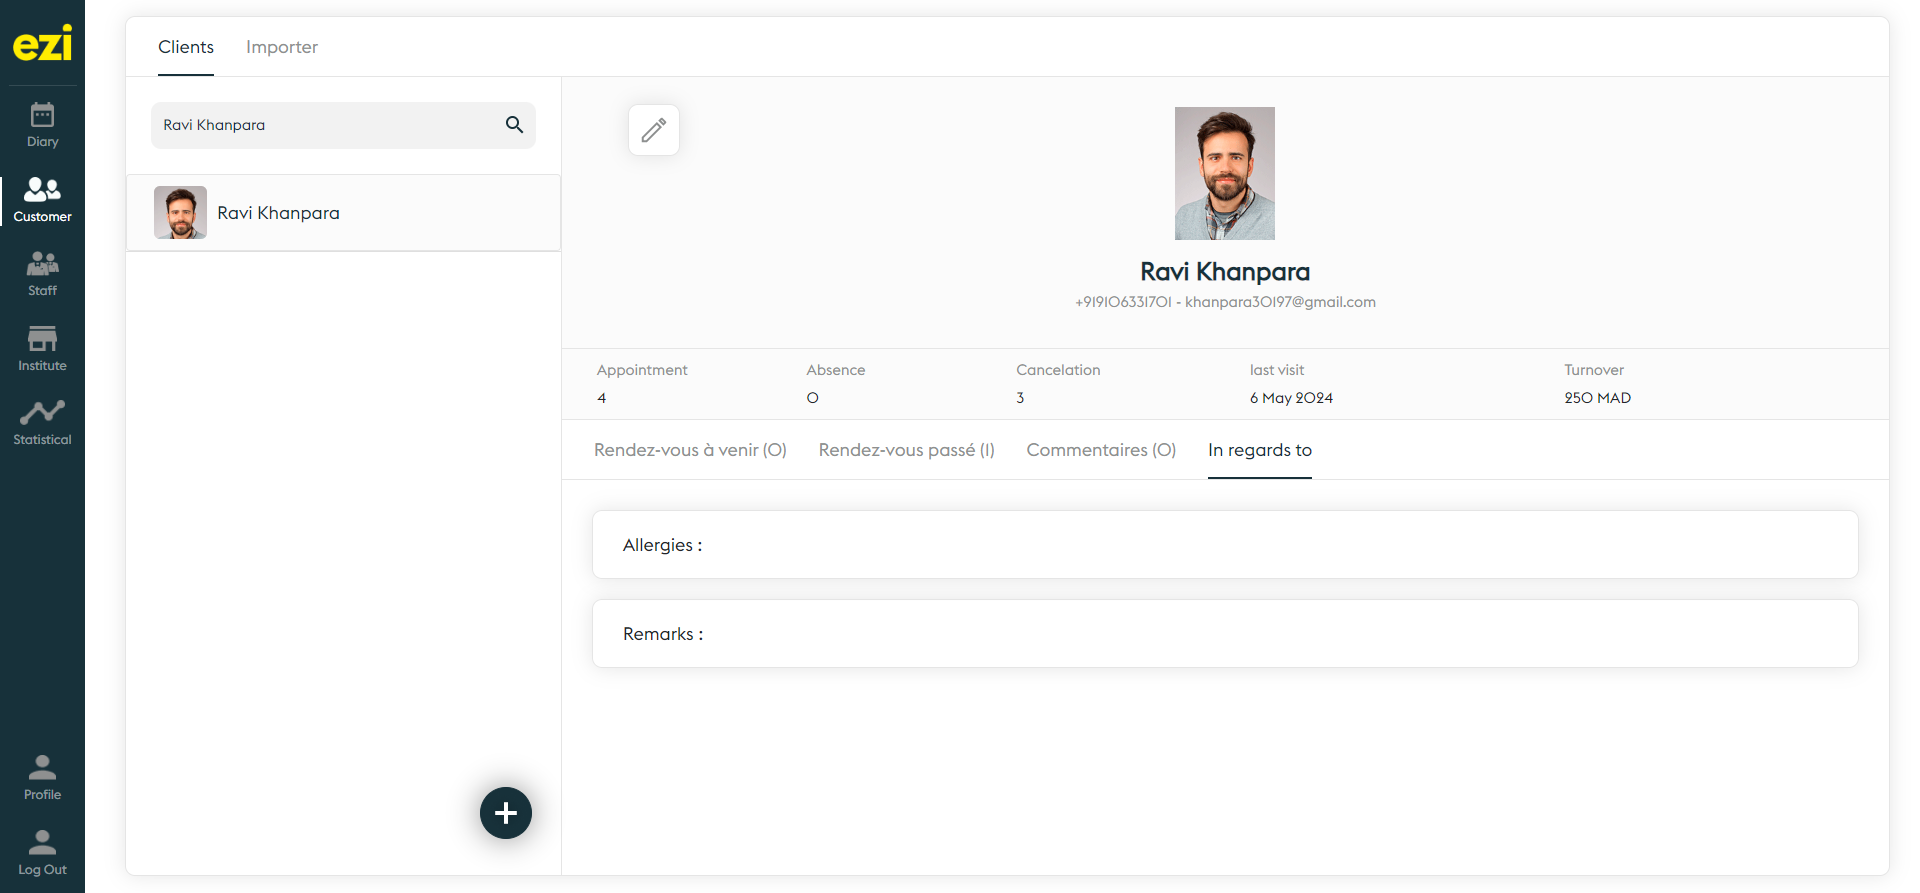 ezi
Diary
Customer
Staff
Institute
Statistical
Profile
Log Out
Clients Importer
Ravi Khanpara
Ravi Khanpara
Ravi Khanpara
+919106331701 - khanpara30197@gmail.com
Appointment Absence Cancelation last visit Turnover
4 0 3 6 May 2024 250 MAD
Rendez-vous à venir (0) Rendez-vous passé (1) Commentaires (0) In regards to
Allergies :
Remarks :